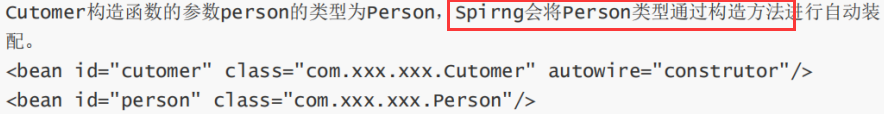 Cutomer构造函数的参数person的类型为Person，Spirng会将Person类型通过构造方法进行自动装
配。
<bean id="cutomer" class="com.xxx.xxx.Cutomer" autowire="construtor"/>
<bean id="person" class="com.xxx.xxx.Person"/>